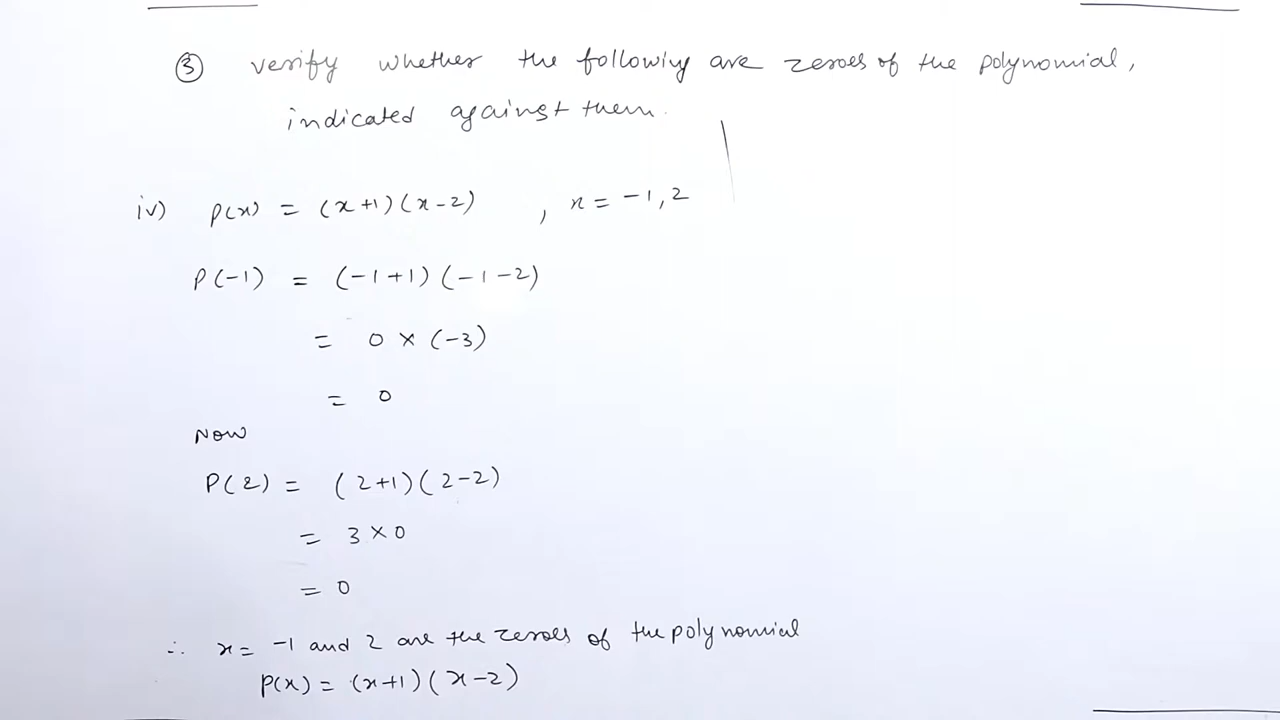 ③ verify whether the following are zeroes of the polynomial,
indicated against them.
iv) p(x) = (x+1)(x-2) , x = -1, 2
P(-1) = (-1+1)(-1-2)
= 0 × (-3)
= 0
Now
P(2) = (2+1)(2-2)
= 3 × 0
= 0
∴ x = -1 and 2 are the zeroes of the polynomial
P(x) = (x+1)(x-2)